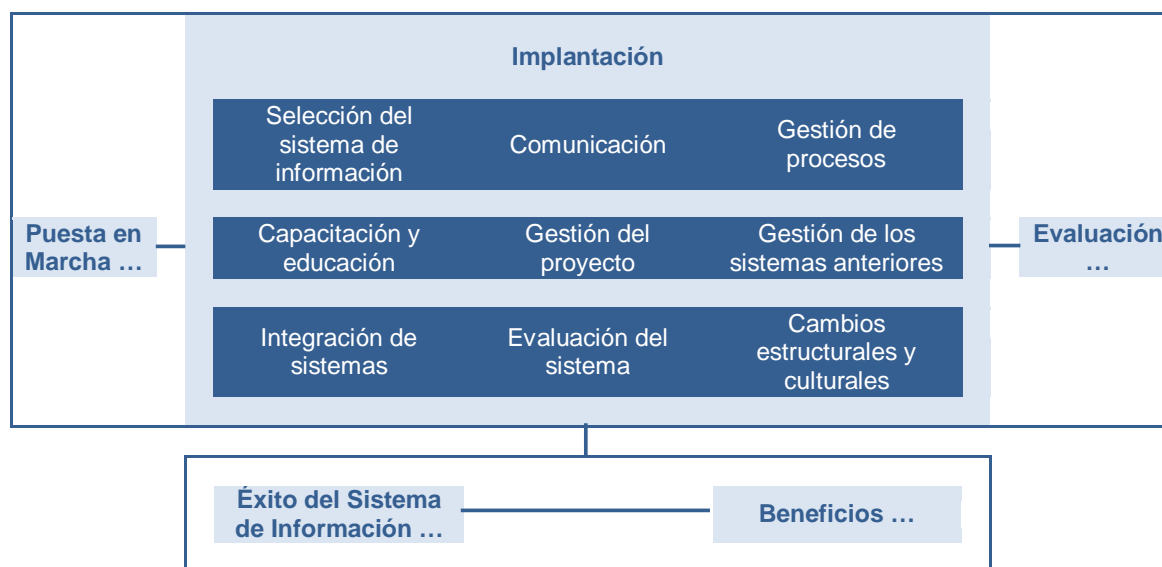 Implantación
Selección del
sistema de
información
Comunicación
Gestión de
procesos
Puesta en
Marcha …
Capacitación y
educación
Gestión del
proyecto
Gestión de los
sistemas anteriores
Evaluación
…
Integración de
sistemas
Evaluación del
sistema
Cambios
estructurales y
culturales
Éxito del Sistema
de Información …
Beneficios …